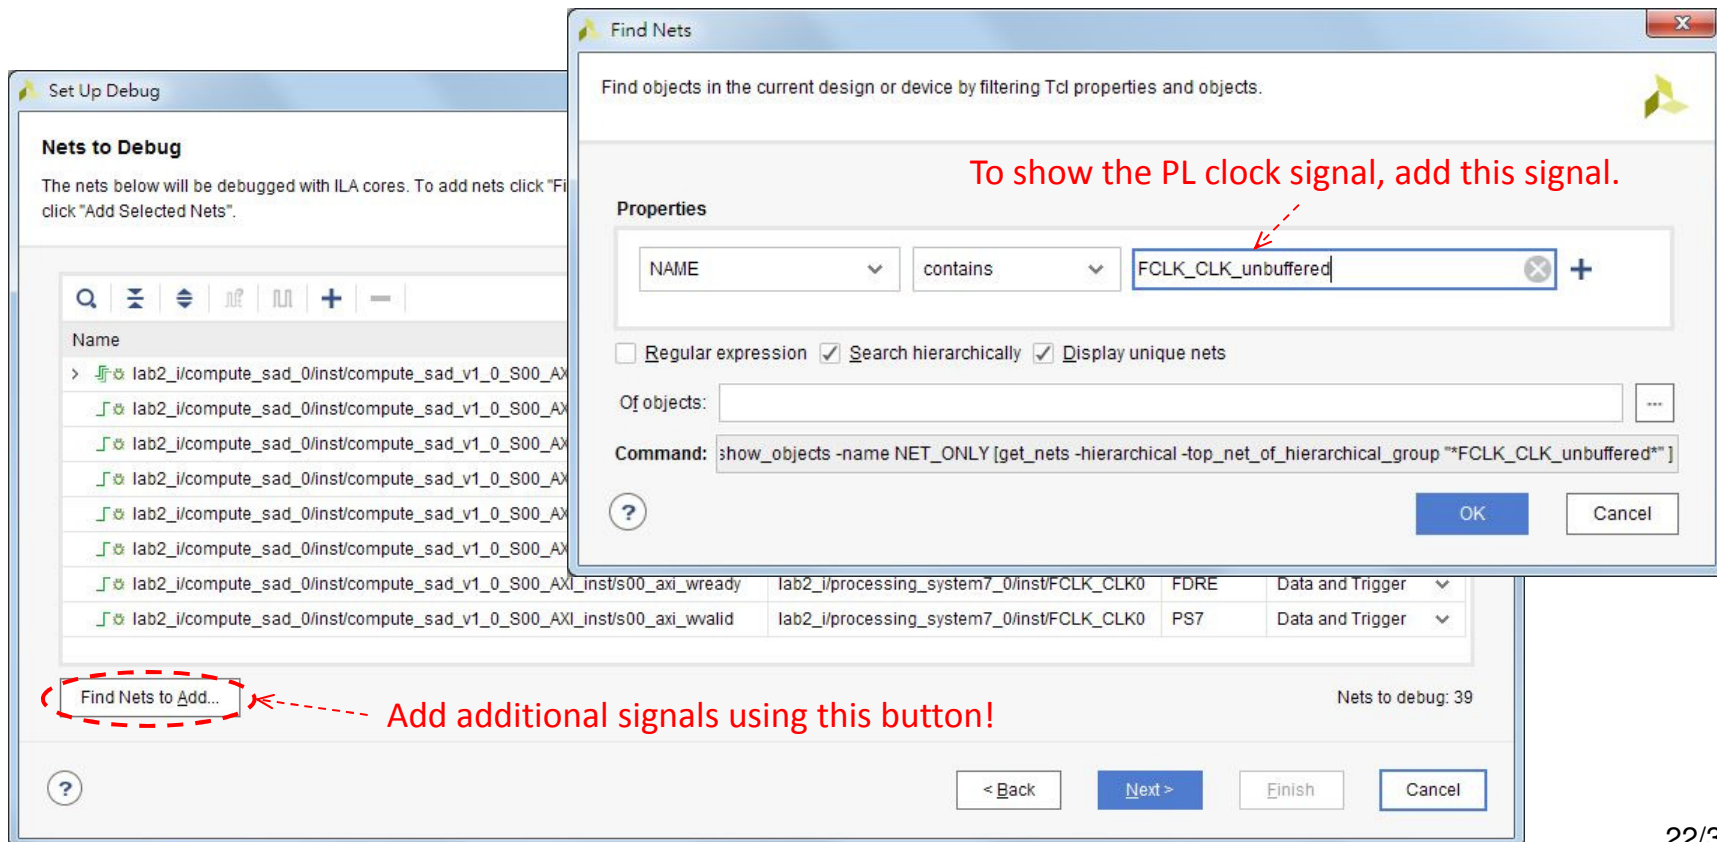 Find Nets
Find objects in the current design or device by filtering Tcl properties and objects.
To show the PL clock signal, add this signal.
Properties
NAME contains FCLK_CLK_unbuffered
Regular expression Search hierarchically Display unique nets
Of objects: ...
Command: show_objects -name NET_ONLY [get_nets -hierarchical -top_net_of_hierarchical_group "*FCLK_CLK_unbuffered*" ]
? OK Cancel
Set Up Debug
Nets to Debug
The nets below will be debugged with ILA cores. To add nets click "Fi
click "Add Selected Nets".
Name
lab2_i/compute_sad_0/inst/compute_sad_v1_0_S00_AX
lab2_i/compute_sad_0/inst/compute_sad_v1_0_S00_AX
lab2_i/compute_sad_0/inst/compute_sad_v1_0_S00_AX
lab2_i/compute_sad_0/inst/compute_sad_v1_0_S00_AX
lab2_i/compute_sad_0/inst/compute_sad_v1_0_S00_AX
lab2_i/compute_sad_0/inst/compute_sad_v1_0_S00_AX
lab2_i/compute_sad_0/inst/compute_sad_v1_0_S00_AXI_inst/s00_axi_wready lab2_i/processing_system7_0/inst/FCLK_CLK0 FDRE Data and Trigger
lab2_i/compute_sad_0/inst/compute_sad_v1_0_S00_AXI_inst/s00_axi_wvalid lab2_i/processing_system7_0/inst/FCLK_CLK0 PS7 Data and Trigger
Find Nets to Add... Nets to debug: 39
Add additional signals using this button!
? < Back Next > Finish Cancel
22/3